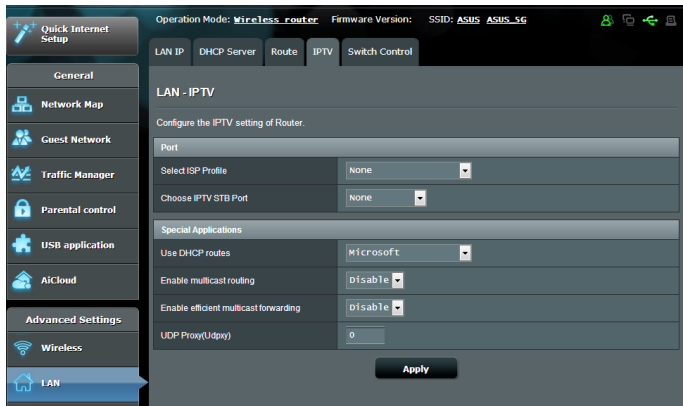 Quick Internet Setup
Operation Mode: Wireless router Firmware Version: SSID: ASUS ASUS_5G
LAN IP DHCP Server Route IPTV Switch Control
General
Network Map
Guest Network
Traffic Manager
Parental control
USB application
AiCloud
Advanced Settings
Wireless
LAN
LAN - IPTV
Configure the IPTV setting of Router.
Port
Select ISP Profile None
Choose IPTV STB Port None
Special Applications
Use DHCP routes Microsoft
Enable multicast routing Disable
Enable efficient multicast forwarding Disable
UDP Proxy(Udpxy) 0
Apply